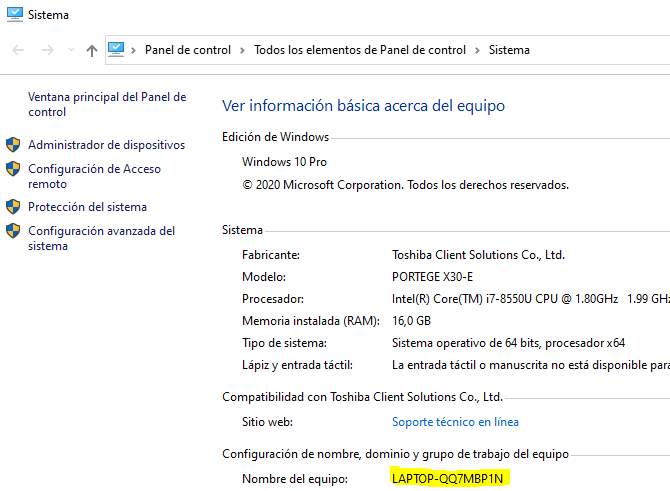 Sistema
Panel de control > Todos los elementos de Panel de control > Sistema
Ventana principal del Panel de
control
Administrador de dispositivos
Configuración de Acceso
remoto
Protección del sistema
Configuración avanzada del
sistema
Ver información básica acerca del equipo
Edición de Windows
Windows 10 Pro
© 2020 Microsoft Corporation. Todos los derechos reservados.
Sistema
Fabricante: Toshiba Client Solutions Co., Ltd.
Modelo: PORTEGE X30-E
Procesador: Intel(R) Core(TM) i7-8550U CPU @ 1.80GHz 1.99 GHz
Memoria instalada (RAM): 16,0 GB
Tipo de sistema: Sistema operativo de 64 bits, procesador x64
Lápiz y entrada táctil: La entrada táctil o manuscrita no está disponible para
Compatibilidad con Toshiba Client Solutions Co., Ltd.
Sitio web: Soporte técnico en línea
Configuración de nombre, dominio y grupo de trabajo del equipo
Nombre del equipo: LAPTOP-QQ7MBP1N